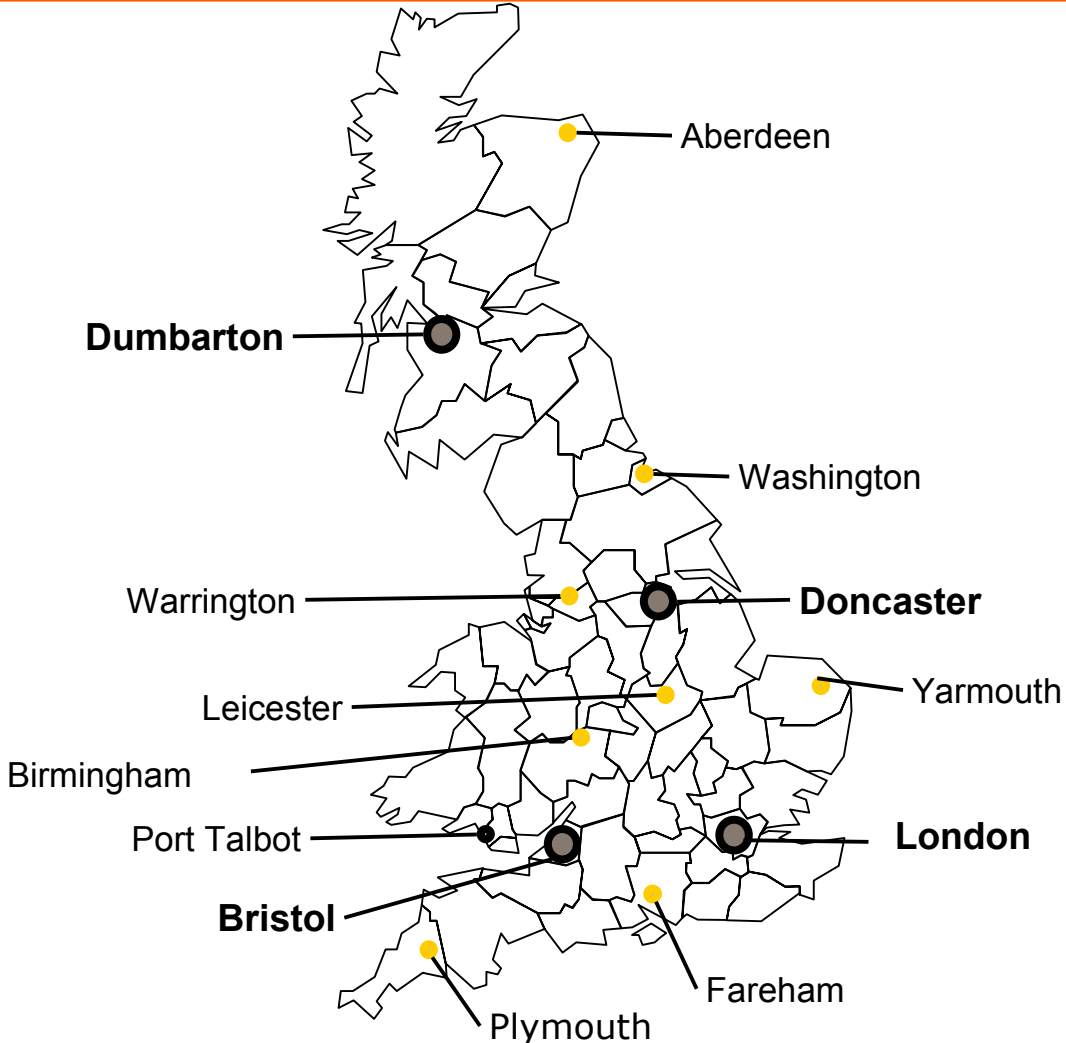 Aberdeen
Dumbarton
Washington
Warrington
Doncaster
Yarmouth
Leicester
Birmingham
Port Talbot
London
Bristol
Fareham
Plymouth